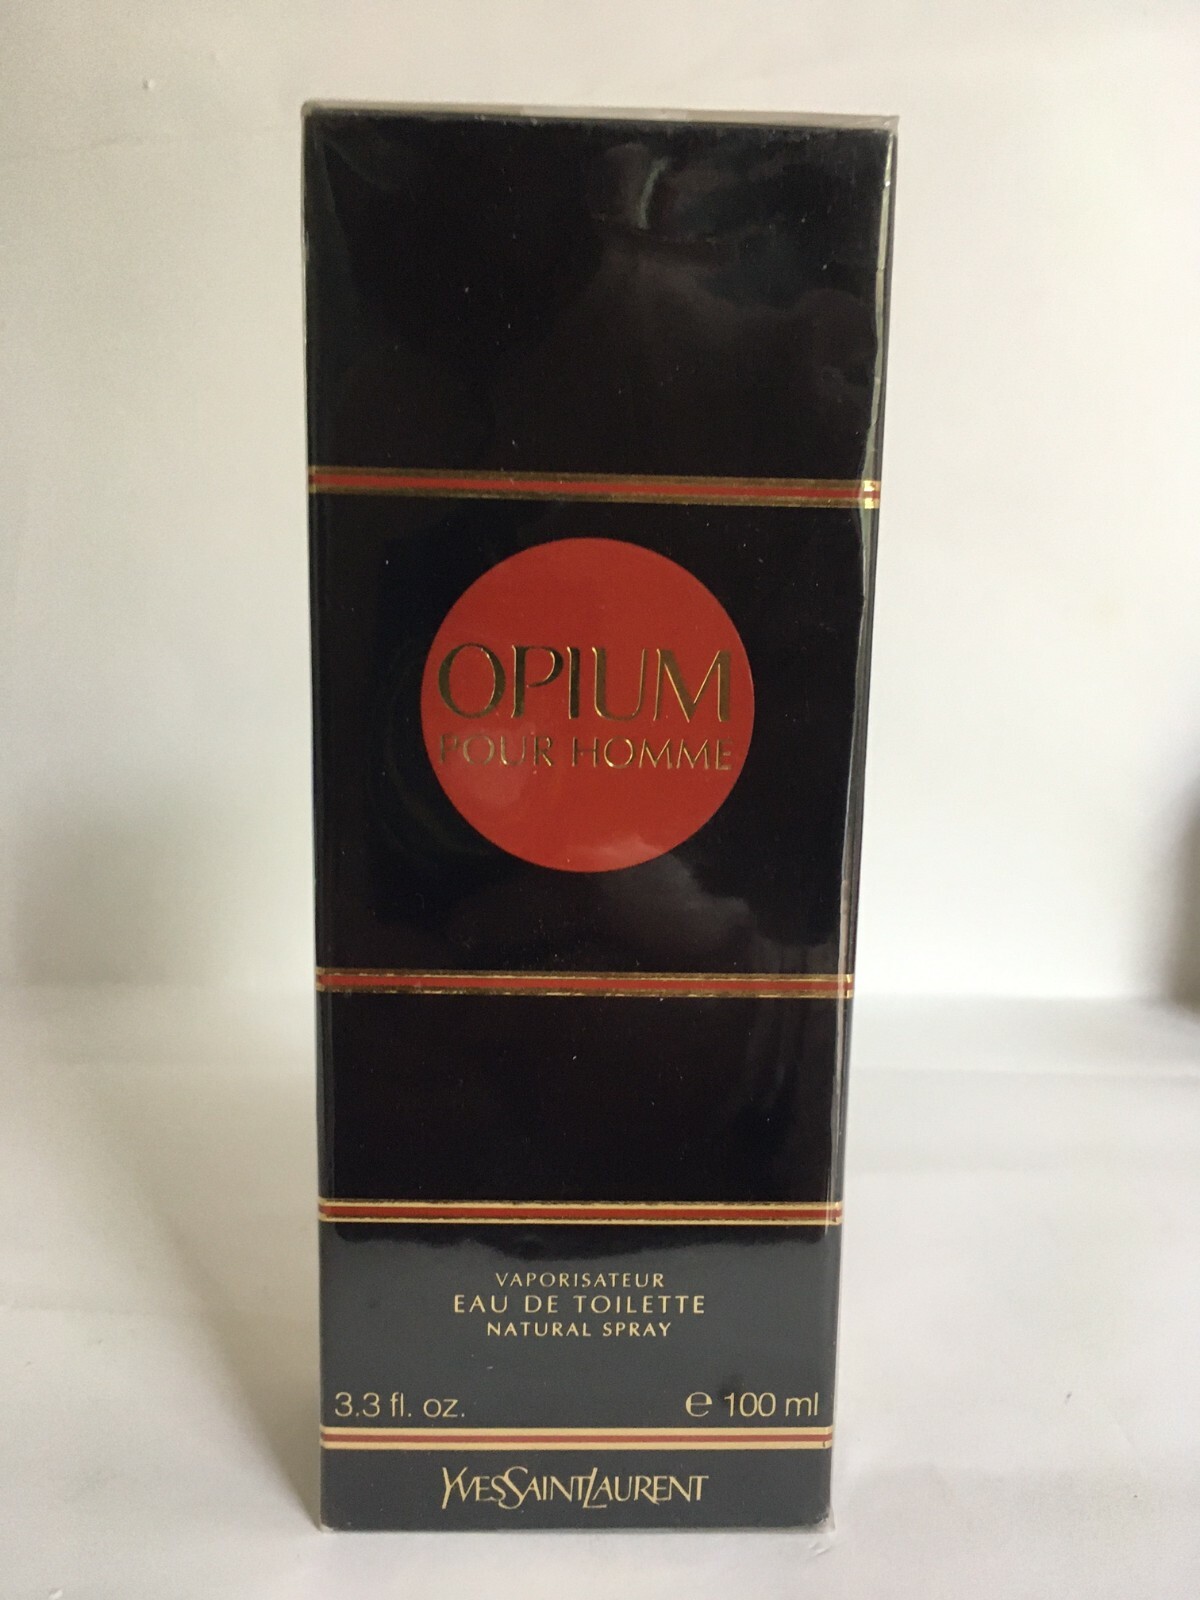 OPIUM
POUR HOMME
VAPORISATEUR
EAU DE TOILETTE
NATURAL SPRAY
3.3 fl. oz. ℮ 100 ml
YVESSAINTLAURENT